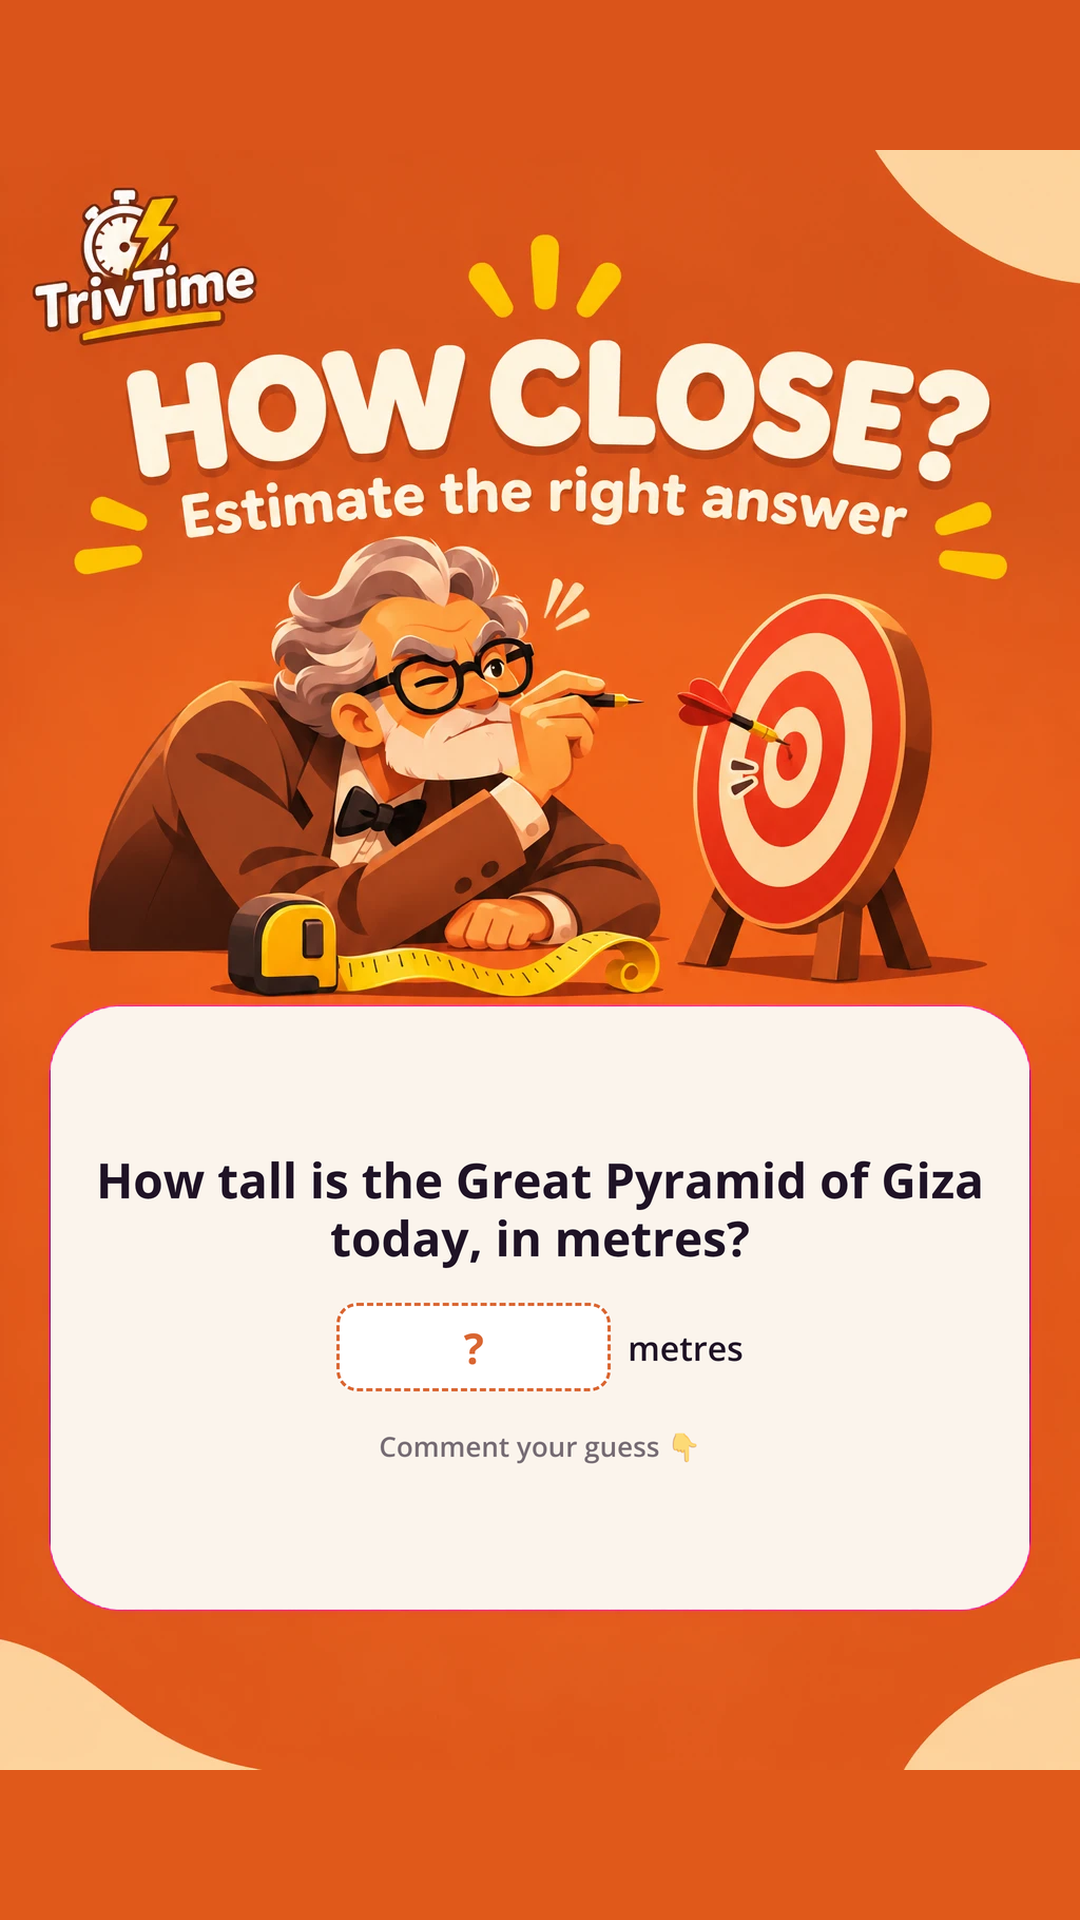 TrivTime
HOW CLOSE?
Estimate the right answer
How tall is the Great Pyramid of Giza
today, in metres?
? metres
Comment your guess 👇